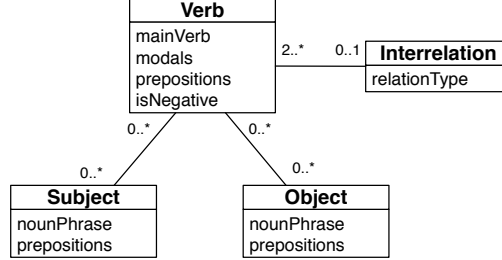 Verb
mainVerb
modals
prepositions
isNegative
2..*
0..1
Interrelation
relationType
0..*
0..*
0..*
0..*
Subject
nounPhrase
prepositions
Object
nounPhrase
prepositions